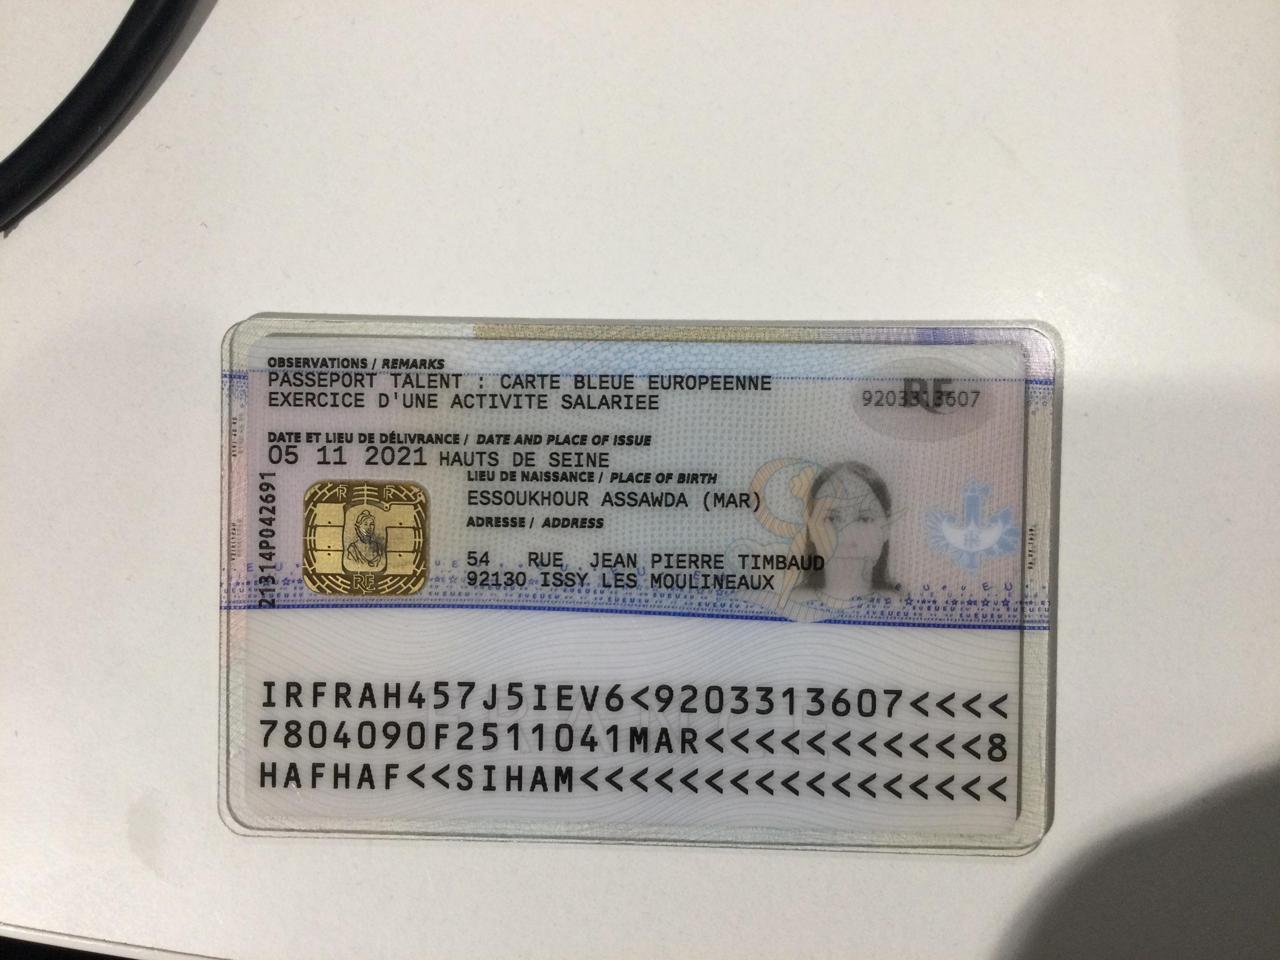 OBSERVATIONS / REMARKS
PASSEPORT TALENT : CARTE BLEUE EUROPEENNE
EXERCICE D'UNE ACTIVITE SALARIEE
RF
9203313607
DATE ET LIEU DE DÉLIVRANCE / DATE AND PLACE OF ISSUE
05 11 2021 HAUTS DE SEINE
LIEU DE NAISSANCE / PLACE OF BIRTH
ESSOUKHOUR ASSAWDA (MAR)
ADRESSE / ADDRESS
54 RUE JEAN PIERRE TIMBAUD
92130 ISSY LES MOULINEAUX
RF
IRFRAH457J5IEV6<9203313607<<<<
7804090F2511041MAR<<<<<<<<<<<8
HAFHAF<<SIHAM<<<<<<<<<<<<<<<<<